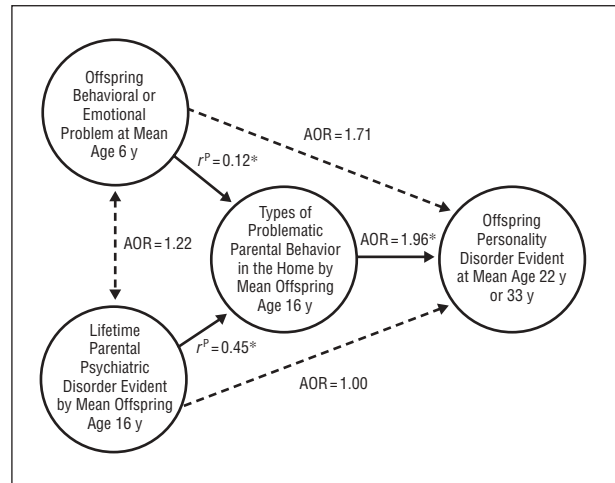 Offspring
Behavioral or
Emotional
Problem at Mean
Age 6 y
AOR = 1.71
r^P = 0.12*
Types of
Problematic
Parental Behavior
in the Home by
Mean Offspring
Age 16 y
AOR = 1.22
AOR = 1.96*
Offspring
Personality
Disorder Evident
at Mean Age 22 y
or 33 y
Lifetime
Parental
Psychiatric
Disorder Evident
by Mean Offspring
Age 16 y
r^P = 0.45*
AOR = 1.00